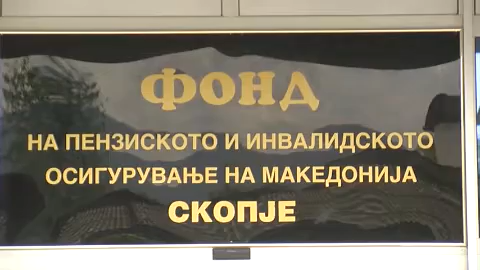 ФОНД
НА ПЕНЗИСКОТО И ИНВАЛИДСКОТО
ОСИГУРУВАЊЕ НА МАКЕДОНИЈА
СКОПЈЕ